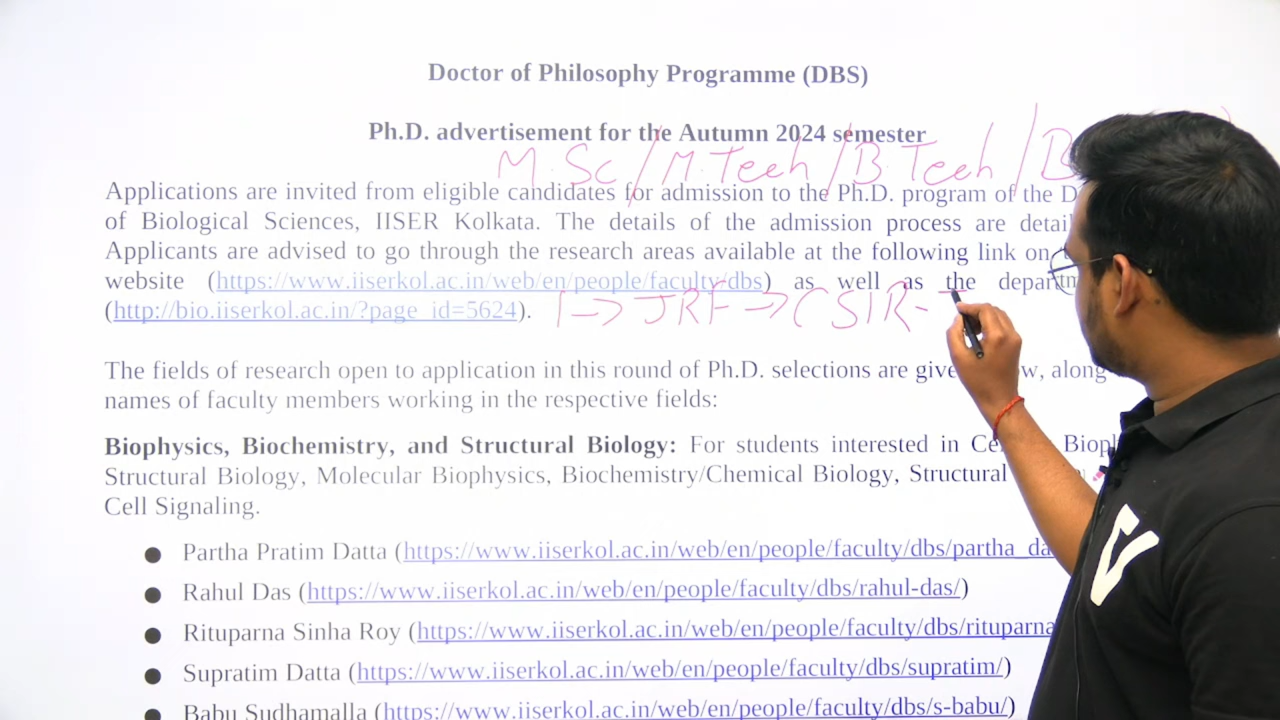 Doctor of Philosophy Programme (DBS)
Ph.D. advertisement for the Autumn 2024 semester
M.Sc/M.Tech/B.Tech/B
Applications are invited from eligible candidates for admission to the Ph.D. program of the D
of Biological Sciences, IISER Kolkata. The details of the admission process are detai
Applicants are advised to go through the research areas available at the following link on
website (https://www.iiserkol.ac.in/web/en/people/faculty/dbs) as well as the departm
(http://bio.iiserkol.ac.in/?page_id=5624).
1 -> JRF -> CSIR-
The fields of research open to application in this round of Ph.D. selections are give ow, along
names of faculty members working in the respective fields:
Biophysics, Biochemistry, and Structural Biology: For students interested in Ce Biop
Structural Biology, Molecular Biophysics, Biochemistry/Chemical Biology, Structural
Cell Signaling.
● Partha Pratim Datta (https://www.iiserkol.ac.in/web/en/people/faculty/dbs/partha_da
● Rahul Das (https://www.iiserkol.ac.in/web/en/people/faculty/dbs/rahul-das/)
● Rituparna Sinha Roy (https://www.iiserkol.ac.in/web/en/people/faculty/dbs/rituparna
● Supratim Datta (https://www.iiserkol.ac.in/web/en/people/faculty/dbs/supratim/)
● Babu Sudhamalla (https://www.iiserkol.ac.in/web/en/people/faculty/dbs/s-babu/)